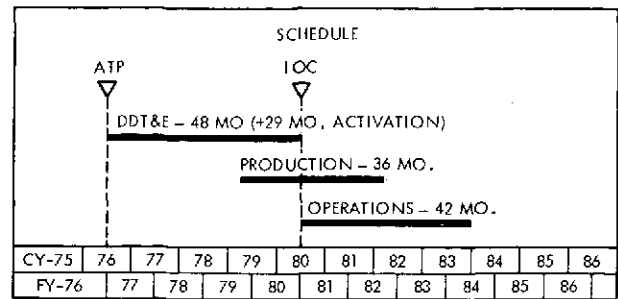 SCHEDULE
ATP IOC
DDT&E – 48 MO (+29 MO, ACTIVATION)
PRODUCTION – 36 MO.
OPERATIONS – 42 MO.
CY-75 76 77 78 79 80 81 82 83 84 85 86
FY-76 77 78 79 80 81 82 83 84 85 86